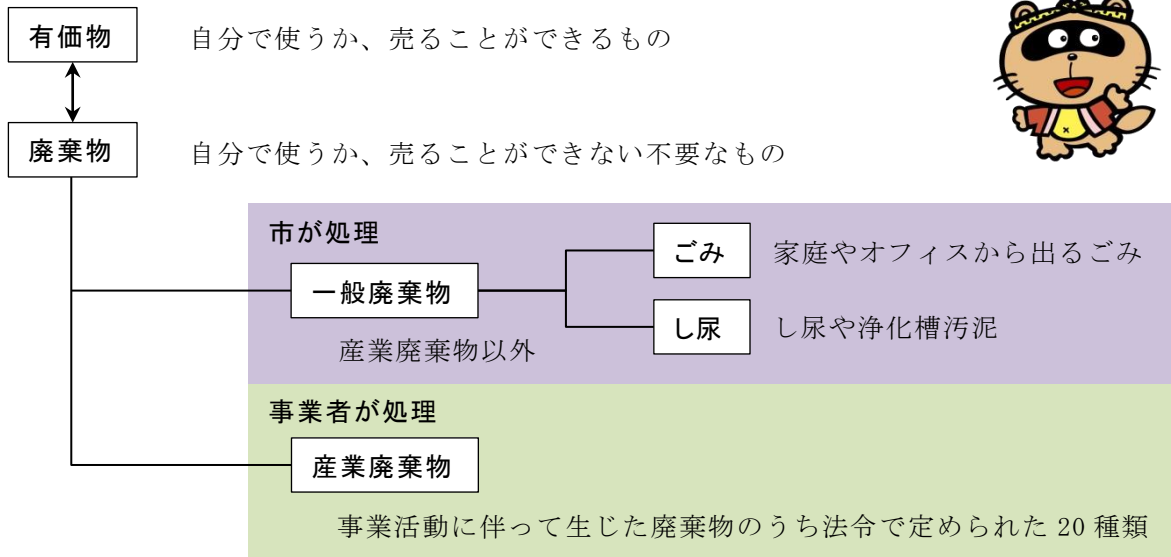 有価物 自分で使うか、売ることができるもの
廃棄物 自分で使うか、売ることができない不要なもの
市が処理
ごみ 家庭やオフィスから出るごみ
一般廃棄物
し尿 し尿や浄化槽汚泥
産業廃棄物以外
事業者が処理
産業廃棄物
事業活動に伴って生じた廃棄物のうち法令で定められた 20 種類